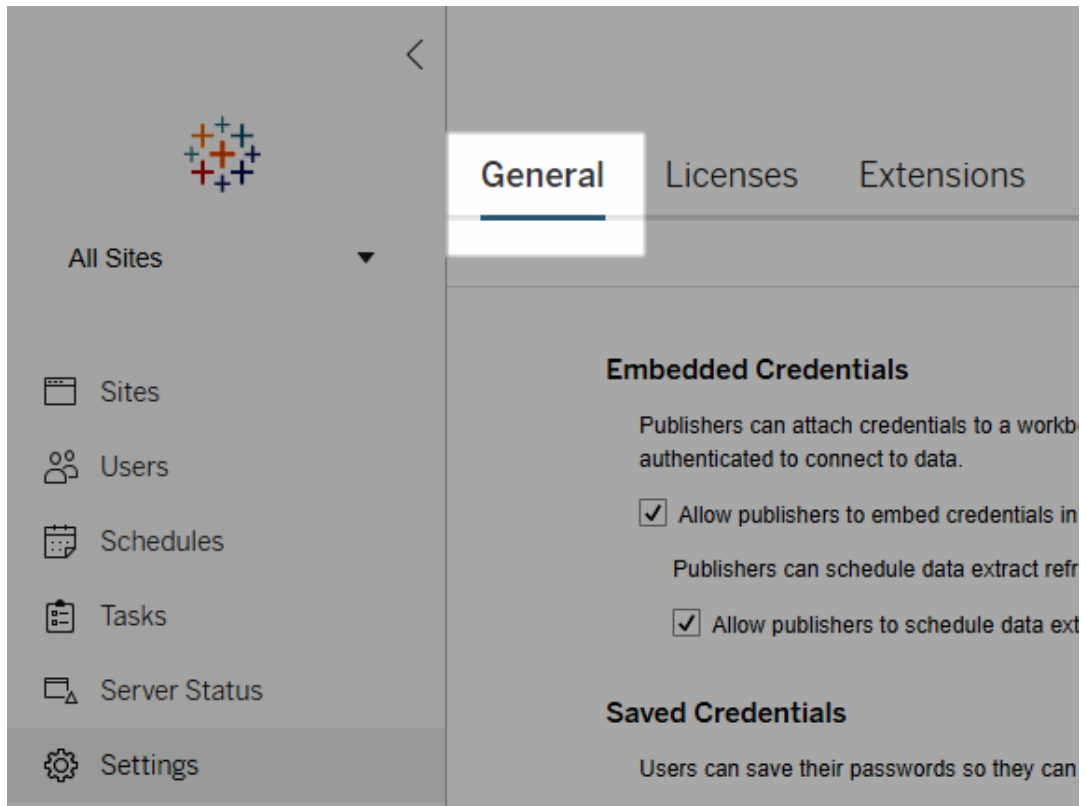 All Sites
Sites
Users
Schedules
Tasks
Server Status
Settings
General Licenses Extensions
Embedded Credentials
Publishers can attach credentials to a workb
authenticated to connect to data.
Allow publishers to embed credentials in
Publishers can schedule data extract refr
Allow publishers to schedule data ext
Saved Credentials
Users can save their passwords so they can